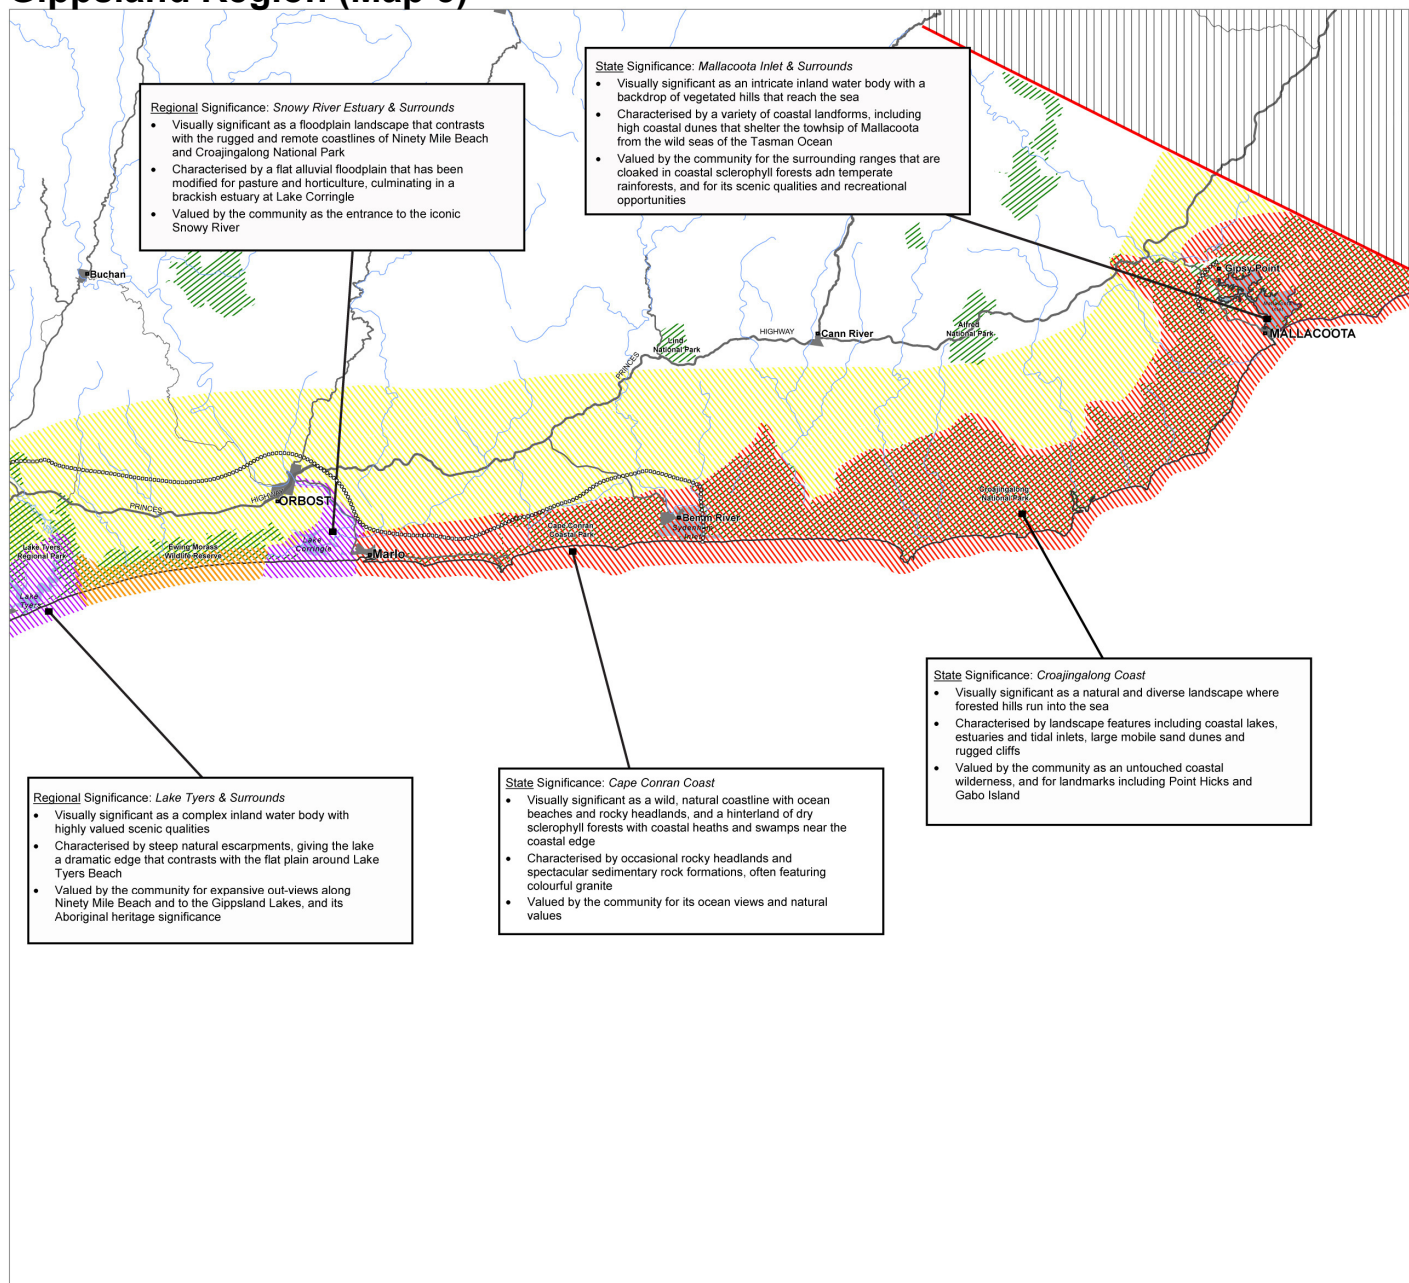 Regional Significance: Snowy River Estuary & Surrounds
• Visually significant as a floodplain landscape that contrasts
with the rugged and remote coastlines of Ninety Mile Beach
and Croajingalong National Park
• Characterised by a flat alluvial floodplain that has been
modified for pasture and horticulture, culminating in a
brackish estuary at Lake Corringle
• Valued by the community as the entrance to the iconic
Snowy River
State Significance: Mallacoota Inlet & Surrounds
• Visually significant as an intricate inland water body with a
backdrop of vegetated hills that reach the sea
• Characterised by a variety of coastal landforms, including
high coastal dunes that shelter the towhsip of Mallacoota
from the wild seas of the Tasman Ocean
• Valued by the community for the surrounding ranges that are
cloaked in coastal sclerophyll forests adn temperate
rainforests, and for its scenic qualities and recreational
opportunities
Buchan
Gipsy Point
MALLACOOTA
Cann River
HIGHWAY
Alfred
National Park
Lind
National Park
PRINCES
ORBOST
HIGHWAY
PRINCES
Croajingalong
National Park
Bemm River
Sydenham
Inlet
Cape Conran
Coastal Park
Lake
Corringle
Marlo
Ewing Morass
Wildlife Reserve
Lake Tyers
Regional Park
Lake
Tyers
State Significance: Croajingalong Coast
• Visually significant as a natural and diverse landscape where
forested hills run into the sea
• Characterised by landscape features including coastal lakes,
estuaries and tidal inlets, large mobile sand dunes and
rugged cliffs
• Valued by the community as an untouched coastal
wilderness, and for landmarks including Point Hicks and
Gabo Island
State Significance: Cape Conran Coast
• Visually significant as a wild, natural coastline with ocean
beaches and rocky headlands, and a hinterland of dry
sclerophyll forests with coastal heaths and swamps near the
coastal edge
• Characterised by occasional rocky headlands and
spectacular sedimentary rock formations, often featuring
colourful granite
• Valued by the community for its ocean views and natural
values
Regional Significance: Lake Tyers & Surrounds
• Visually significant as a complex inland water body with
highly valued scenic qualities
• Characterised by steep natural escarpments, giving the lake
a dramatic edge that contrasts with the flat plain around Lake
Tyers Beach
• Valued by the community for expansive out-views along
Ninety Mile Beach and to the Gippsland Lakes, and its
Aboriginal heritage significance